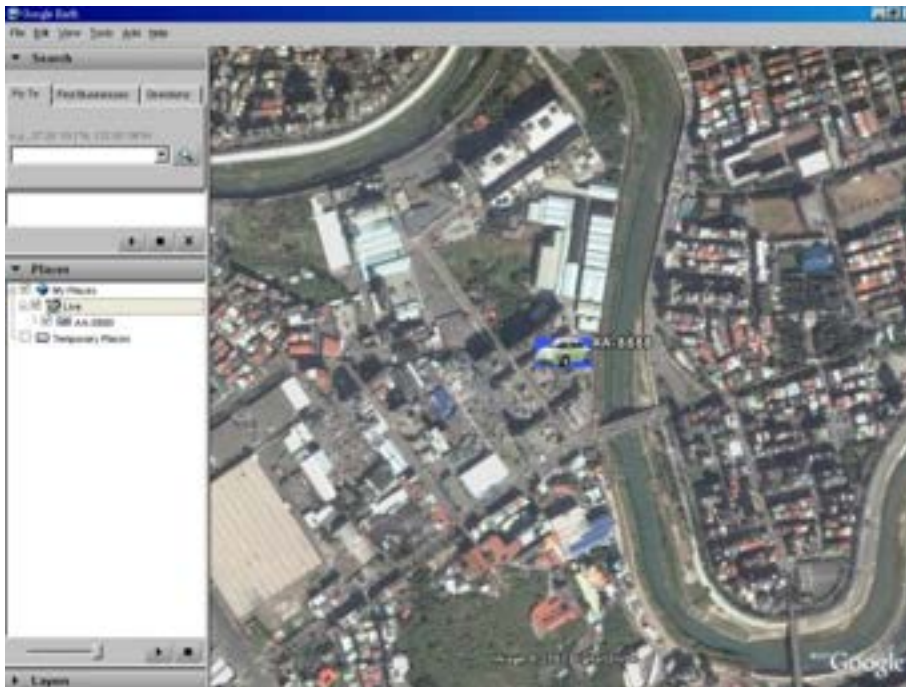 Google Earth
File Edit View Tools Add Help
Search
Fly To Find Businesses Directions
Places
My Places
Live
AA-8888
Temporary Places
Layers
AA-8888
Google